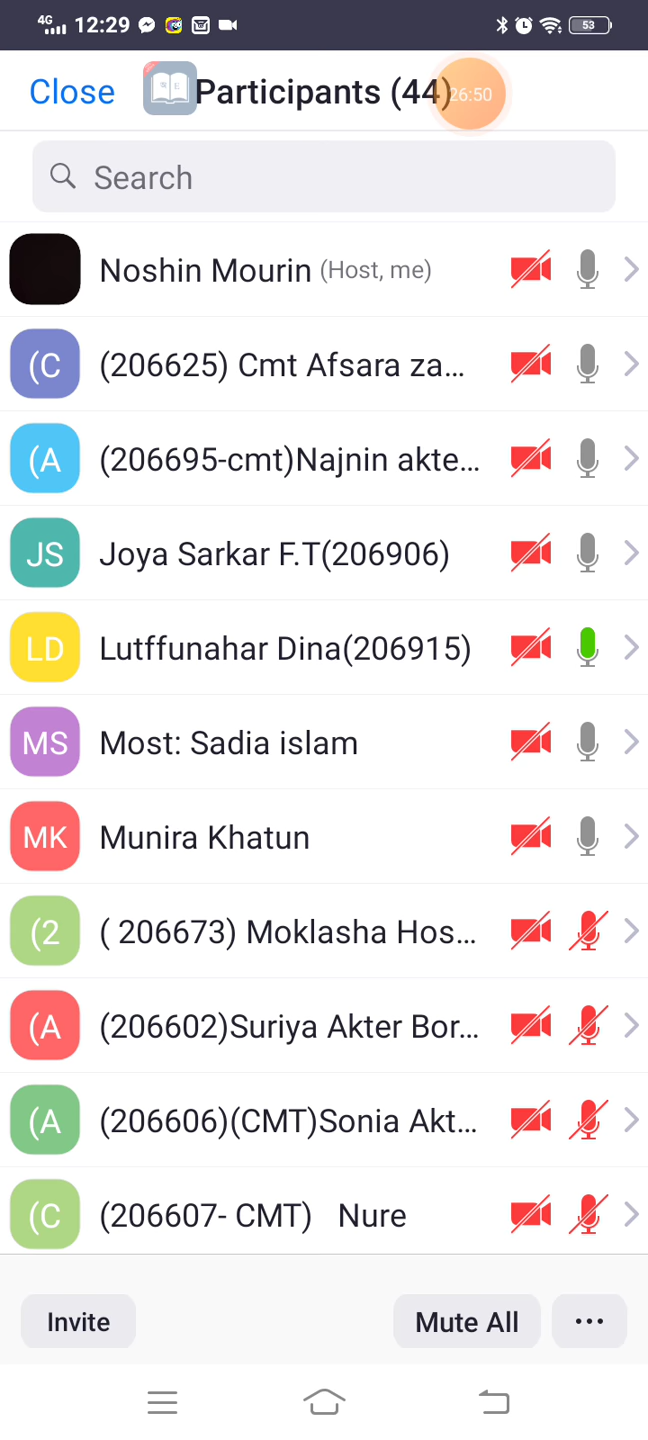 4G 12:29 53
Close Participants (44) 26:50
Search
Noshin Mourin (Host, me)
(C (206625) Cmt Afsara za...
(A (206695-cmt)Najnin akte...
JS Joya Sarkar F.T(206906)
LD Lutffunahar Dina(206915)
MS Most: Sadia islam
MK Munira Khatun
(2 ( 206673) Moklasha Hos...
(A (206602)Suriya Akter Bor...
(A (206606)(CMT)Sonia Akt...
(C (206607- CMT) Nure
Invite Mute All ...